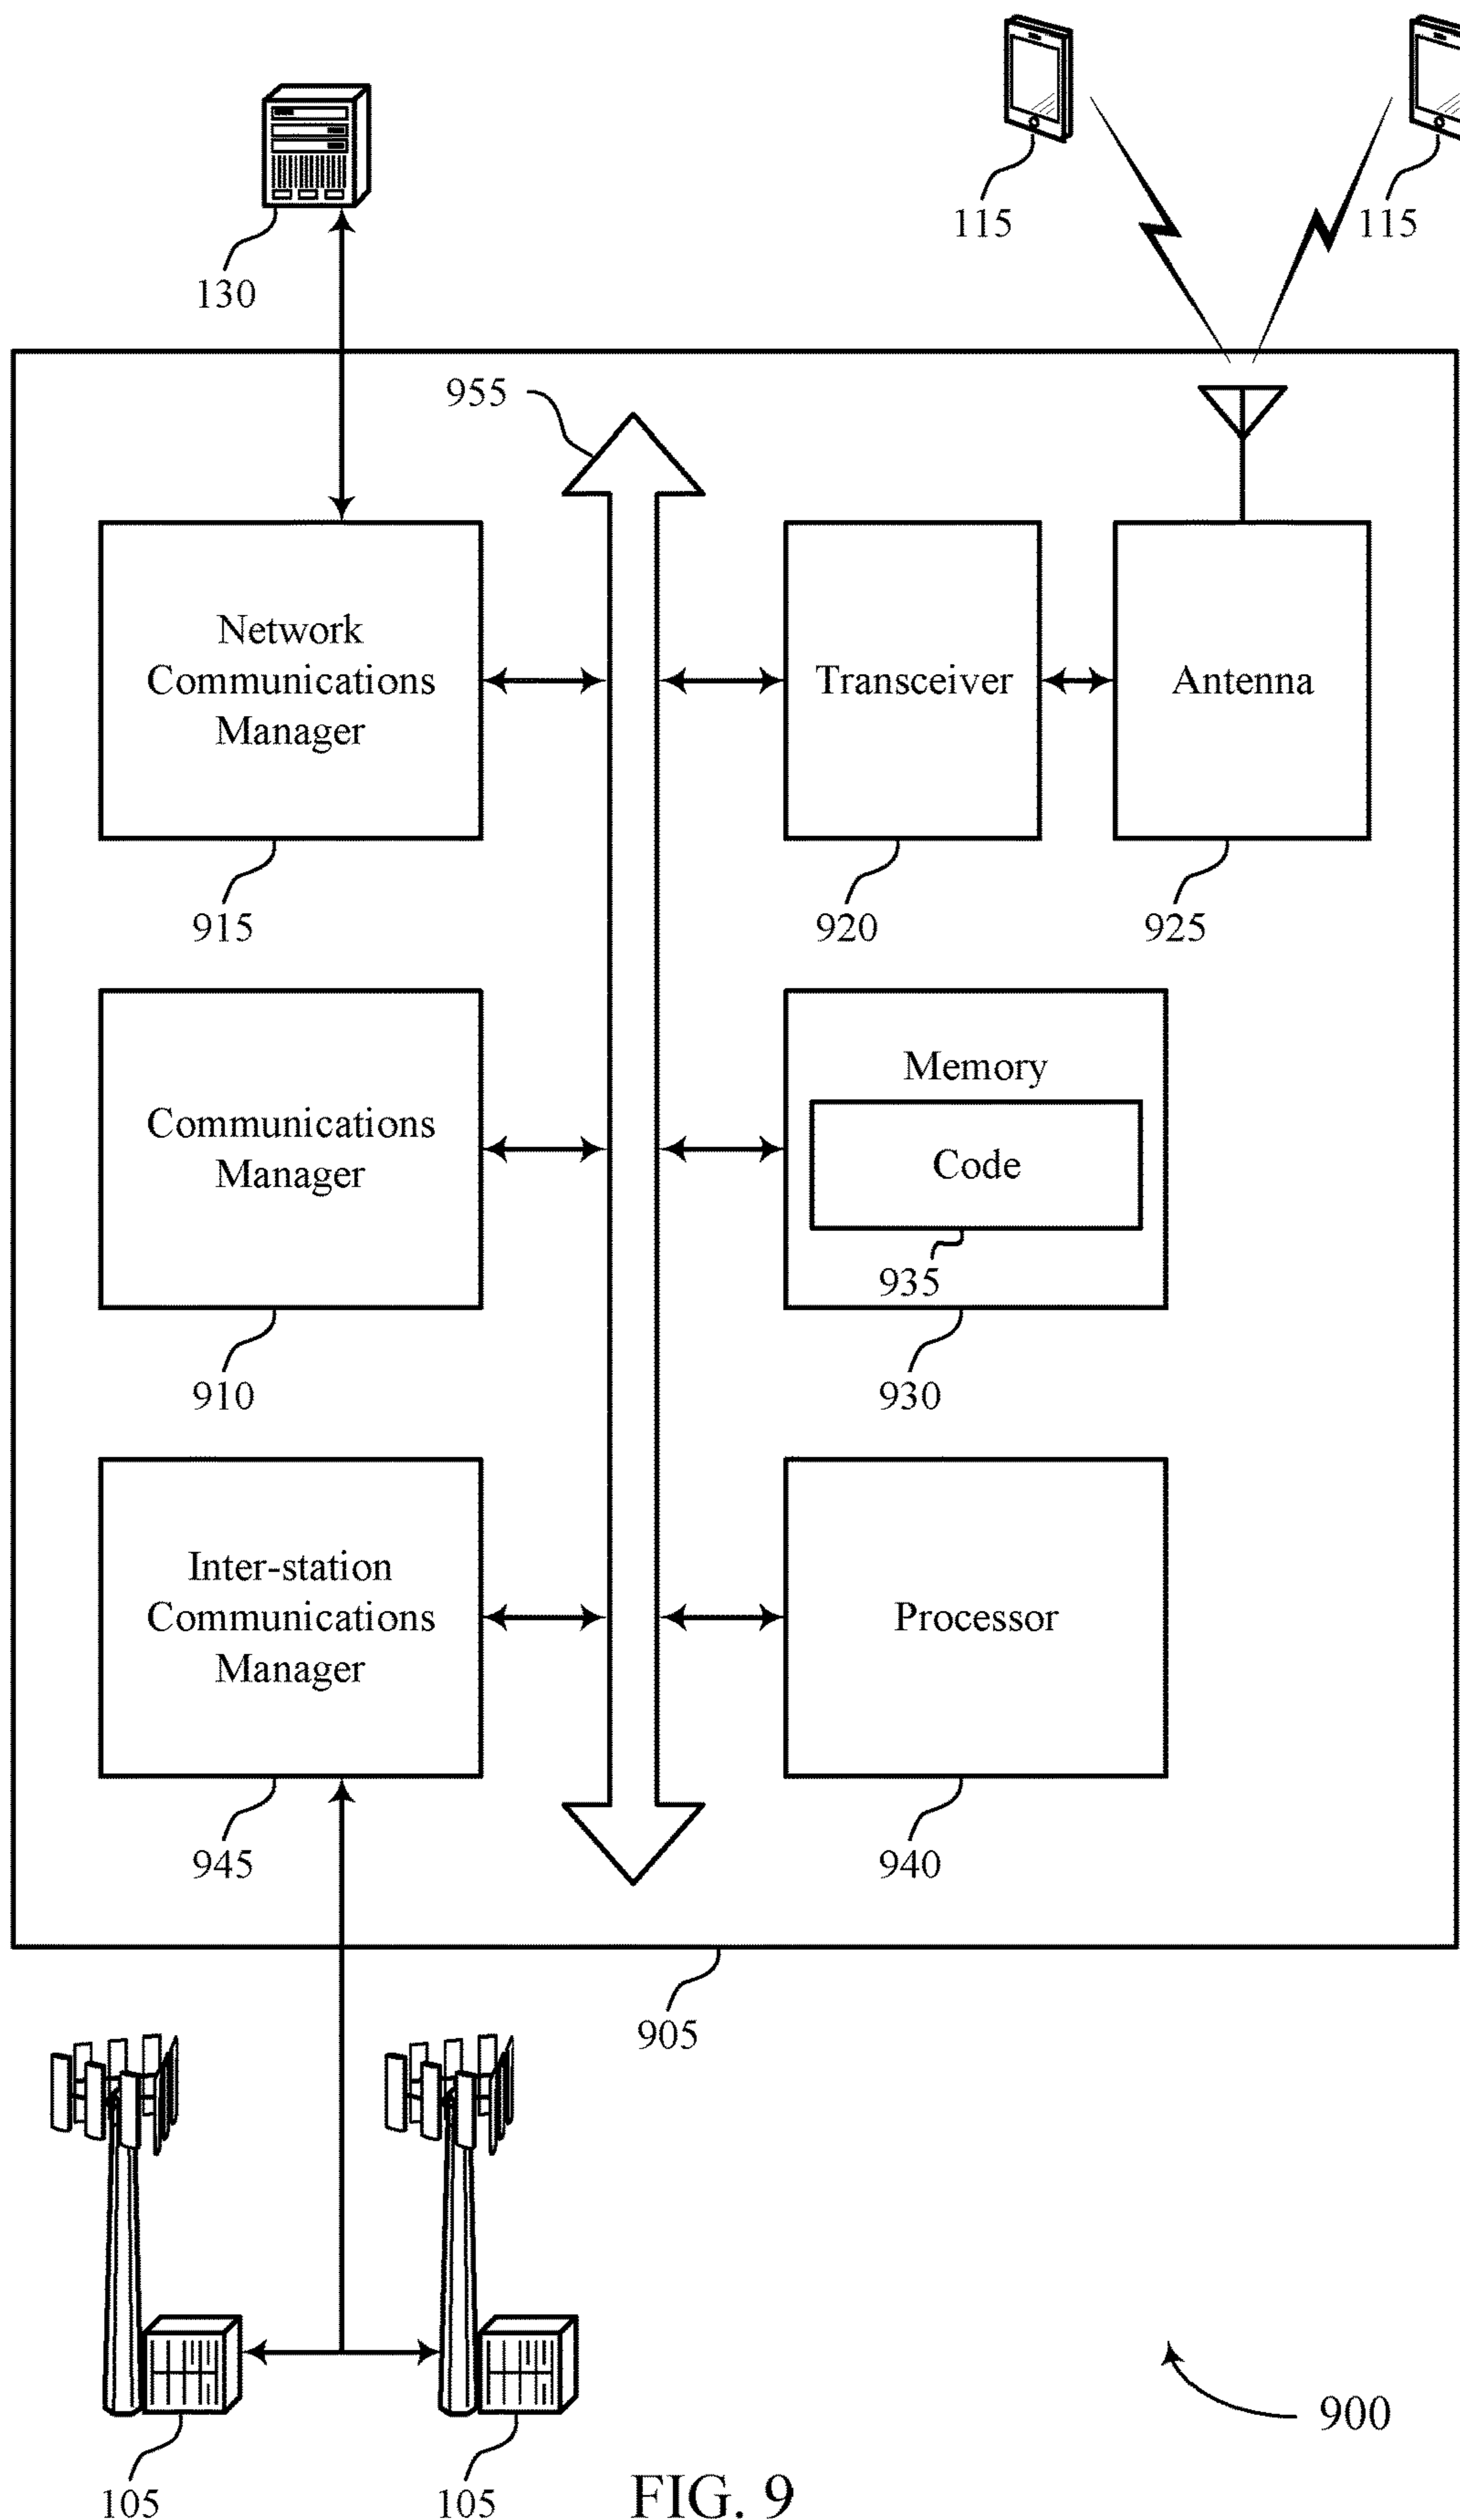 115
115
130
955
Network
Communications
Manager
Transceiver
Antenna
915
920
925
Communications
Manager
Memory
Code
935
910
930
Inter-station
Communications
Manager
Processor
945
940
905
900
105
105
FIG. 9